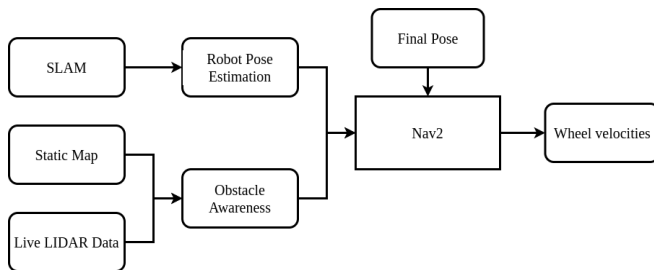 Final Pose
SLAM
Robot Pose
Estimation
Nav2
Wheel velocities
Static Map
Obstacle
Awareness
Live LIDAR Data